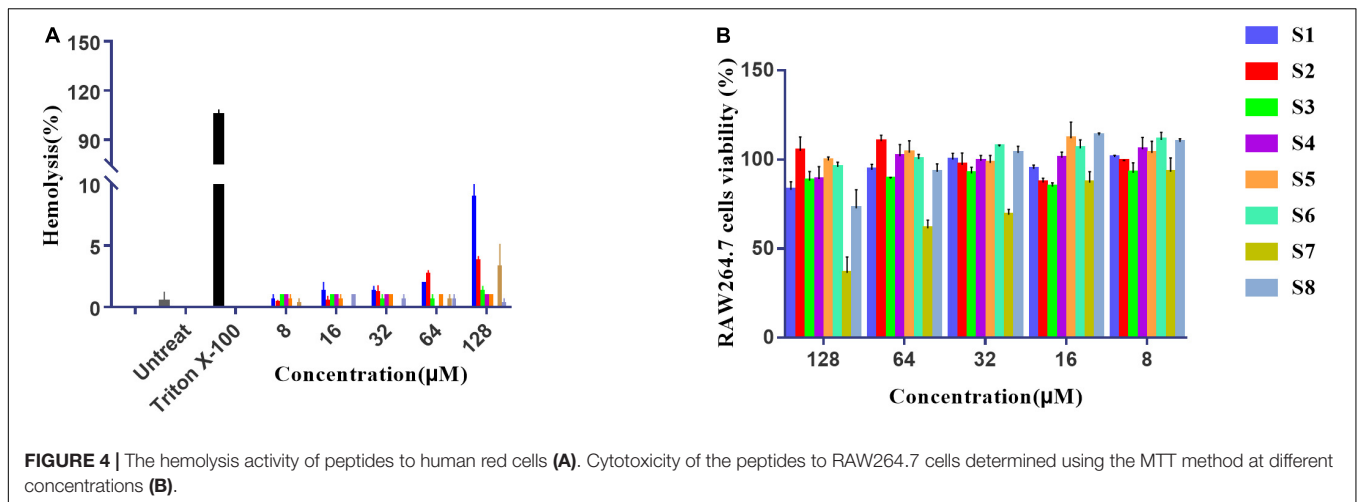 A
Hemolysis(%)
150
120
90
10
5
0
Untreat
Triton X-100
8
16
32
64
128
Concentration(μM)
B
RAW264.7 cells viability (%)
150
100
50
0
128
64
32
16
8
Concentration(μM)
S1
S2
S3
S4
S5
S6
S7
S8
FIGURE 4 | The hemolysis activity of peptides to human red cells (A). Cytotoxicity of the peptides to RAW264.7 cells determined using the MTT method at different
concentrations (B).